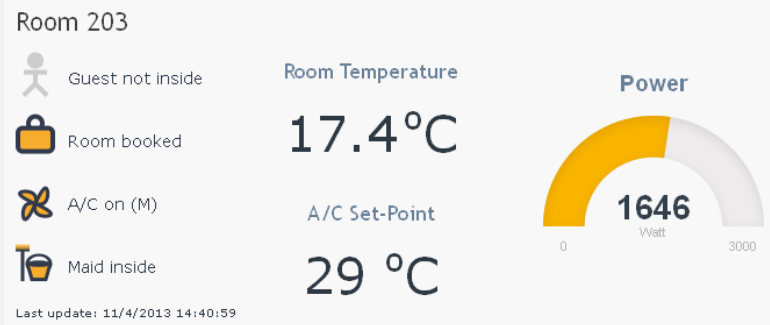 Room 203
Guest not inside
Room booked
A/C on (M)
Maid inside
Last update: 11/4/2013 14:40:59
Room Temperature
17.4°C
A/C Set-Point
29 °C
Power
1646
Watt
0
3000